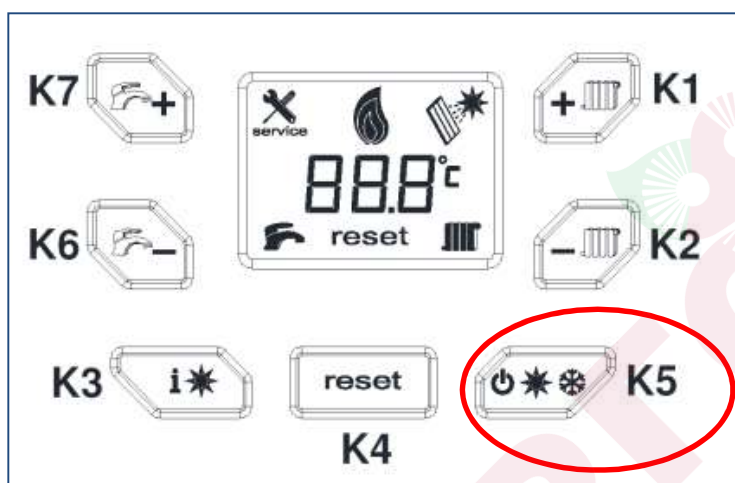 K7 + + K1
service
88.8°c
K6 − reset − K2
K3 i reset K5
K4